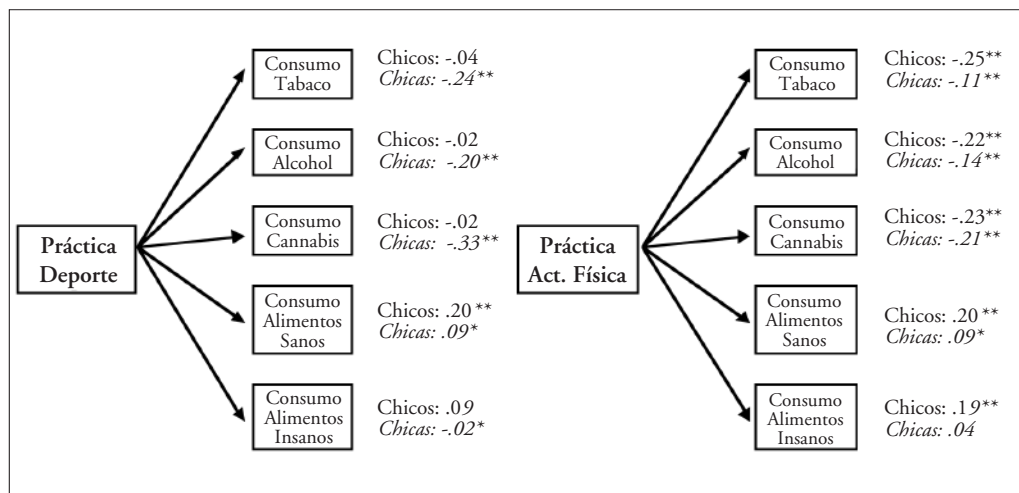 Práctica
Deporte
Consumo
Tabaco
Chicos: -.04
Chicas: -.24**
Consumo
Alcohol
Chicos: -.02
Chicas: -.20**
Consumo
Cannabis
Chicos: -.02
Chicas: -.33**
Consumo
Alimentos
Sanos
Chicos: .20**
Chicas: .09*
Consumo
Alimentos
Insanos
Chicos: .09
Chicas: -.02*
Práctica
Act. Física
Consumo
Tabaco
Chicos: -.25**
Chicas: -.11**
Consumo
Alcohol
Chicos: -.22**
Chicas: -.14**
Consumo
Cannabis
Chicos: -.23**
Chicas: -.21**
Consumo
Alimentos
Sanos
Chicos: .20**
Chicas: .09*
Consumo
Alimentos
Insanos
Chicos: .19**
Chicas: .04